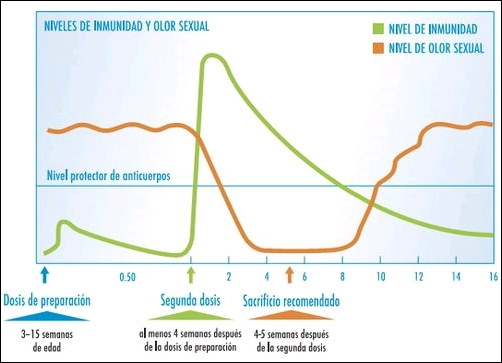 NIVELES DE INMUNIDAD Y OLOR SEXUAL
NIVEL DE INMUNIDAD
NIVEL DE OLOR SEXUAL
Nivel protector de anticuerpos
0.50 2 4 6 8 10 12 14 16
Dosis de preparación
Segunda dosis
Sacrificio recomendado
3–15 semanas
de edad
al menos 4 semanas después
de la dosis de preparación
4-5 semanas después
de la segunda dosis